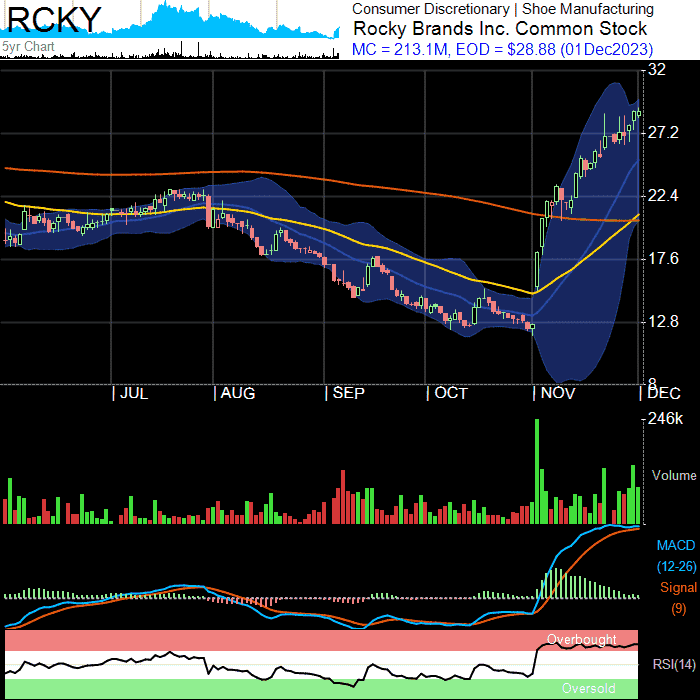 RCKY
Consumer Discretionary | Shoe Manufacturing
Rocky Brands Inc. Common Stock
MC = 213.1M, EOD = $28.88 (01Dec2023)
5yr Chart
32
27.2
22.4
17.6
12.8
8
| JUL | AUG | SEP | OCT | NOV | DEC
246k
Volume
MACD
(12-26)
Signal
(9)
Overbought
RSI(14)
Oversold